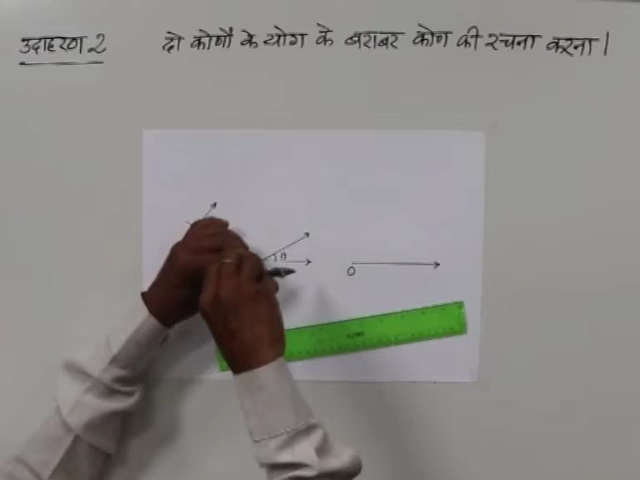 उदाहरण 2 दो कोणों के योग के बराबर कोण की रचना करना।
O